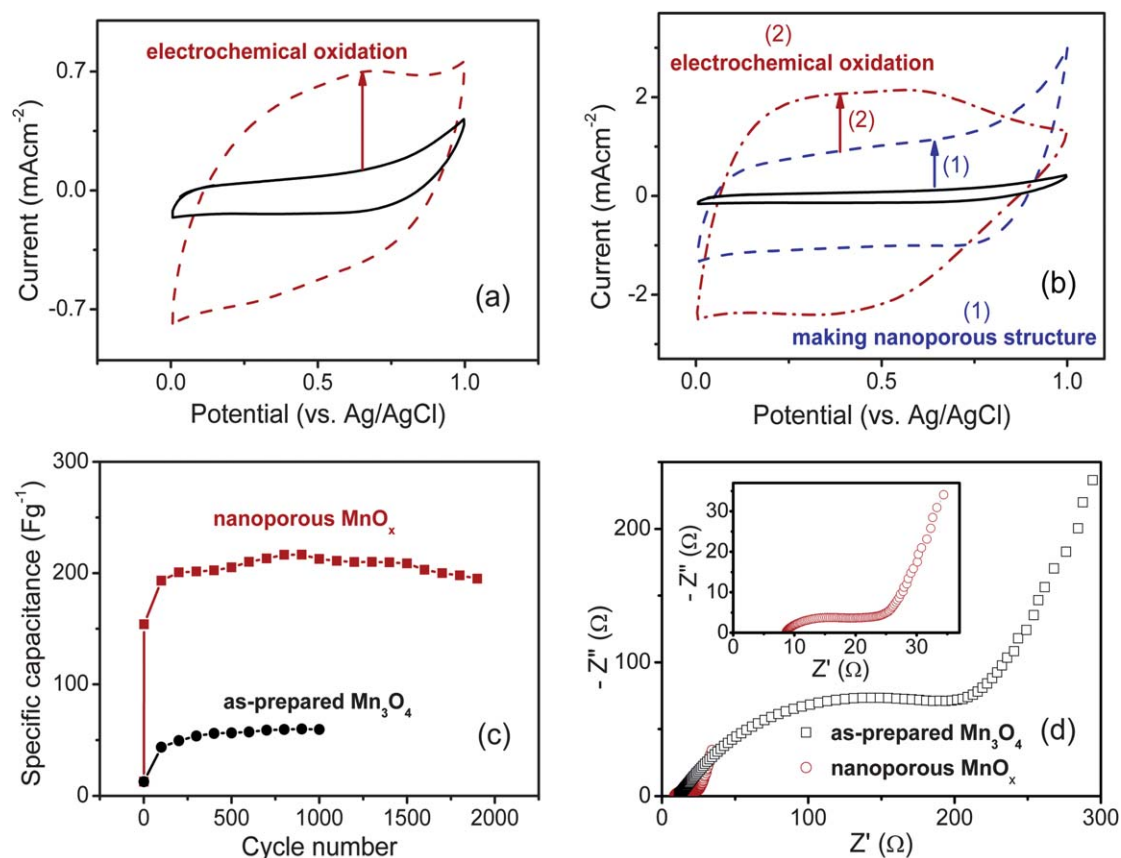 electrochemical oxidation
0.7
0.0
-0.7
Current (mAcm⁻²)
(a)
0.0 0.5 1.0
Potential (vs. Ag/AgCl)
(2)
electrochemical oxidation
(2)
(1)
2
0
-2
Current (mAcm⁻²)
(b)
(1)
making nanoporous structure
0.0 0.5 1.0
Potential (vs. Ag/AgCl)
300
200
100
0
Specific capacitance (Fg⁻¹)
nanoporous MnOₓ
as-prepared Mn₃O₄
(c)
0 500 1000 1500 2000
Cycle number
200
100
0
- Z" (Ω)
30
20
10
0
- Z" (Ω)
0 10 20 30
Z' (Ω)
as-prepared Mn₃O₄
nanoporous MnOₓ
(d)
0 100 200 300
Z' (Ω)